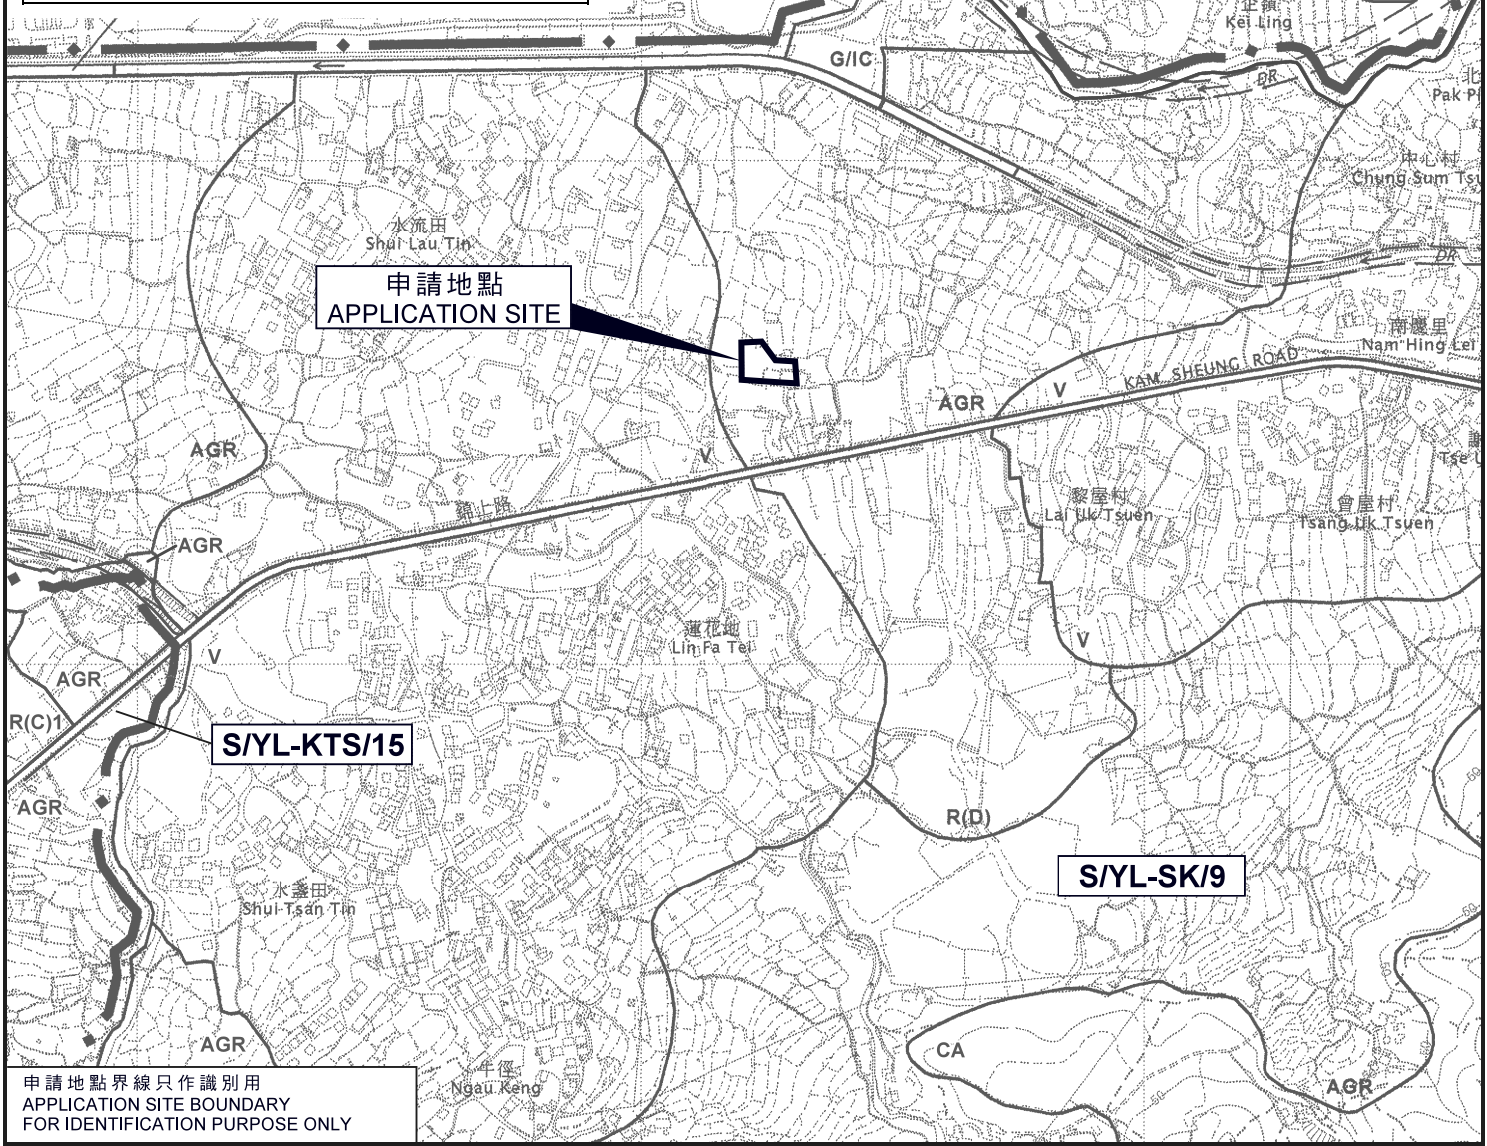 企嶺
Kei Ling
G/IC
DR
北
Pak Pi
中心村
Chung Sum Tsu
水流田
Shui Lau Tin
DR
申請地點
APPLICATION SITE
南慶里
Nam Hing Lei
KAM SHEUNG ROAD
V
AGR
AGR
V
Tse U
錦上路
黎屋村
Lai Uk Tsuen
曾屋村
Tsang Uk Tsuen
AGR
蓮花地
Lin Fa Tei
V
V
AGR
R(C)1
S/YL-KTS/15
AGR
R(D)
S/YL-SK/9
水盞田
Shui Tsan Tin
AGR
CA
牛徑
Ngau Keng
AGR
申請地點界線只作識別用
APPLICATION SITE BOUNDARY
FOR IDENTIFICATION PURPOSE ONLY